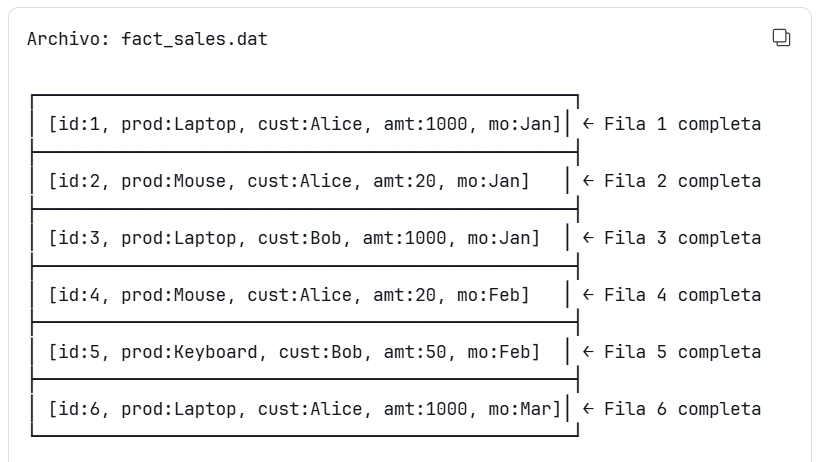 Archivo: fact_sales.dat
[id:1, prod:Laptop, cust:Alice, amt:1000, mo:Jan] ← Fila 1 completa
[id:2, prod:Mouse, cust:Alice, amt:20, mo:Jan] ← Fila 2 completa
[id:3, prod:Laptop, cust:Bob, amt:1000, mo:Jan] ← Fila 3 completa
[id:4, prod:Mouse, cust:Alice, amt:20, mo:Feb] ← Fila 4 completa
[id:5, prod:Keyboard, cust:Bob, amt:50, mo:Feb] ← Fila 5 completa
[id:6, prod:Laptop, cust:Alice, amt:1000, mo:Mar] ← Fila 6 completa